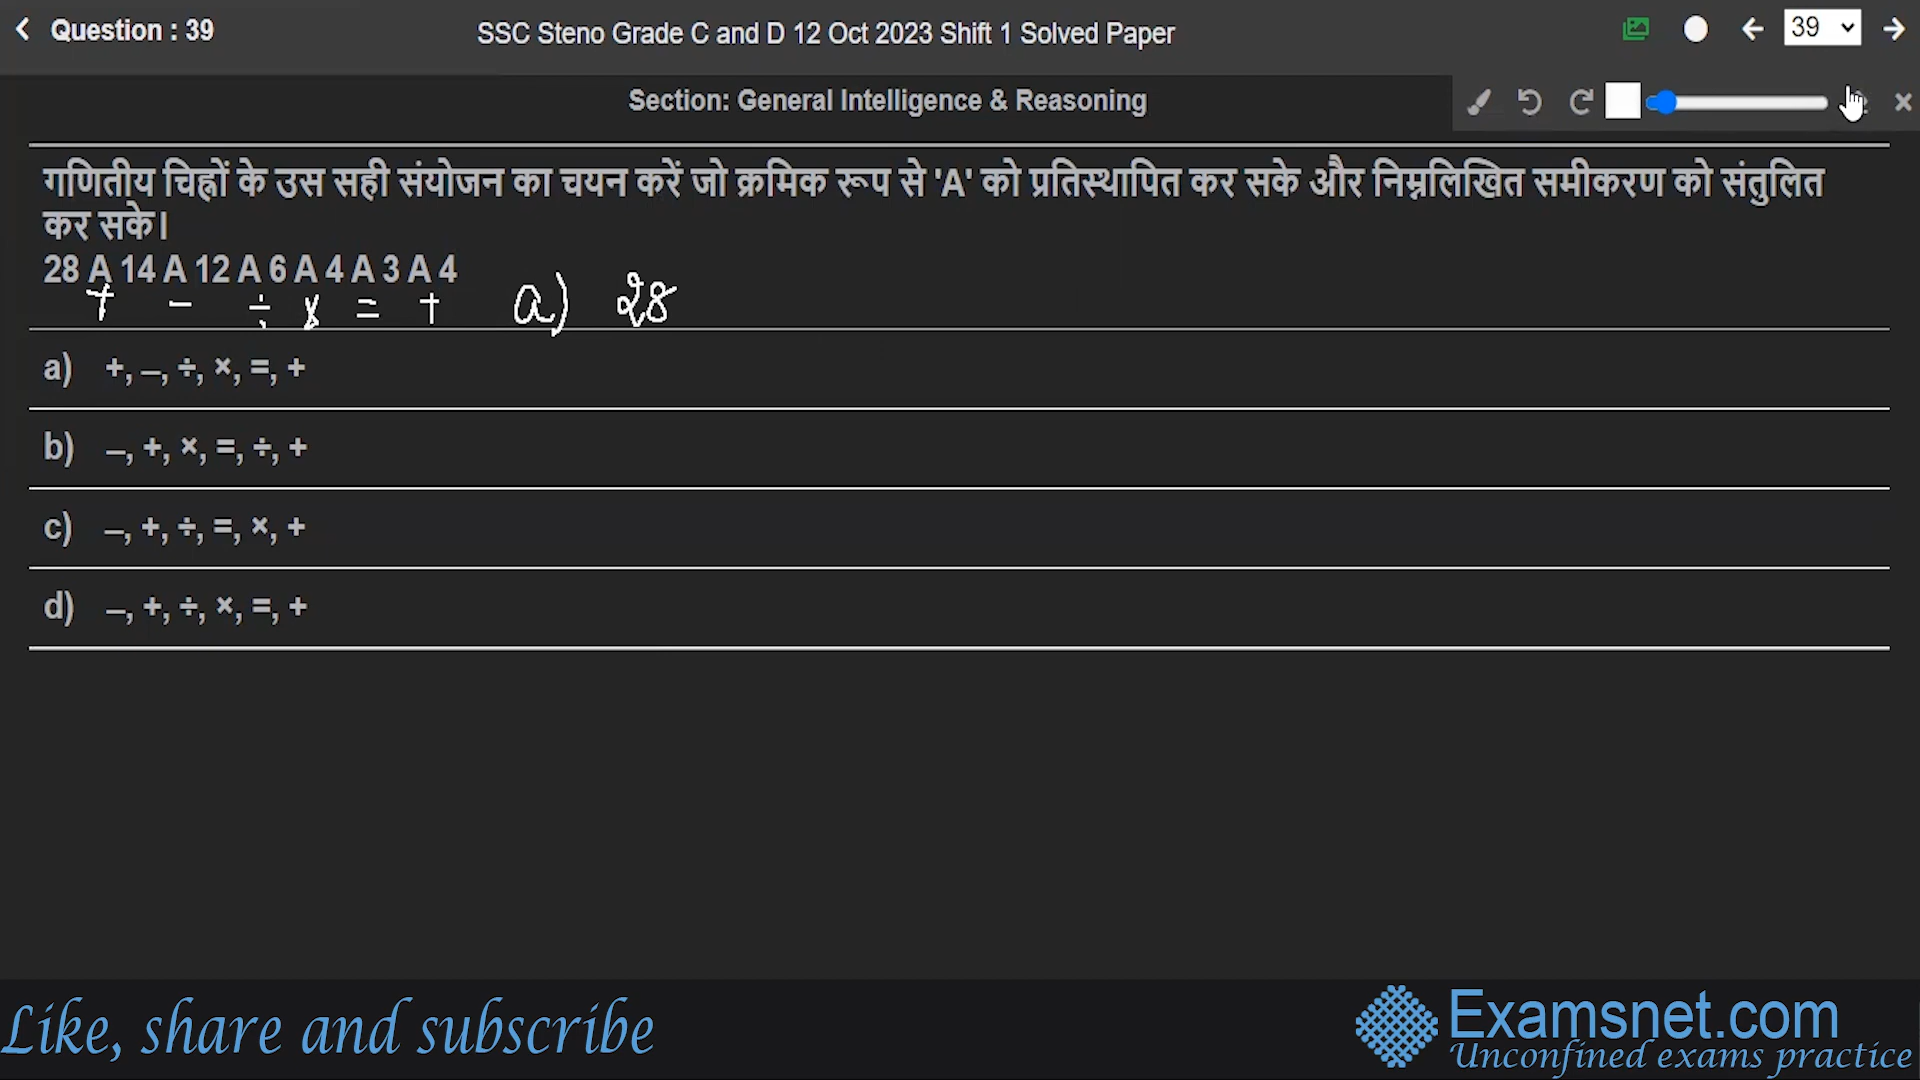 Question : 39
SSC Steno Grade C and D 12 Oct 2023 Shift 1 Solved Paper
39
Section: General Intelligence & Reasoning
गणितीय चिह्नों के उस सही संयोजन का चयन करें जो क्रमिक रूप से 'A' को प्रतिस्थापित कर सके और निम्नलिखित समीकरण को संतुलित
कर सके।
28 A 14 A 12 A 6 A 4 A 3 A 4
+ − ÷ × = + a) 28
a) +, –, ÷, ×, =, +
b) –, +, ×, =, ÷, +
c) –, +, ÷, =, ×, +
d) –, +, ÷, ×, =, +
Like, share and subscribe
Examsnet.com
Unconfined exams practice